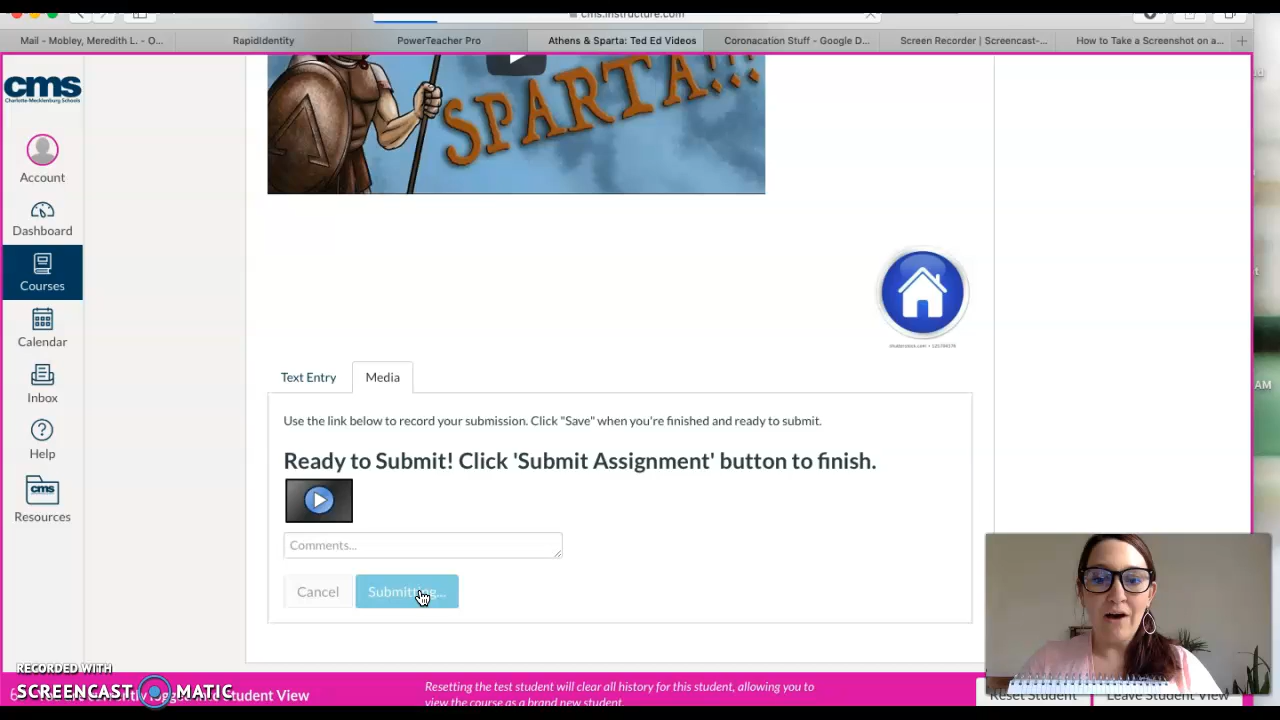 cms.instructure.com
Mail - Mobley, Meredith L. - O...
RapidIdentity
PowerTeacher Pro
Athens & Sparta: Ted Ed Videos
Coronacation Stuff - Google D...
Screen Recorder | Screencast-...
How to Take a Screenshot on a...
cms
Charlotte-Mecklenburg Schools
SPARTA!!!
Account
Dashboard
Courses
Calendar
Inbox
Help
cms
Resources
shutterstock.com • 125789176
Text Entry
Media
Use the link below to record your submission. Click "Save" when you're finished and ready to submit.
Ready to Submit! Click 'Submit Assignment' button to finish.
Comments...
Cancel
Submitting...
AM
RECORDED WITH
SCREENCAST MATIC
Student View
Resetting the test student will clear all history for this student, allowing you to
view the course as a brand new student.
Reset Student
Leave Student View